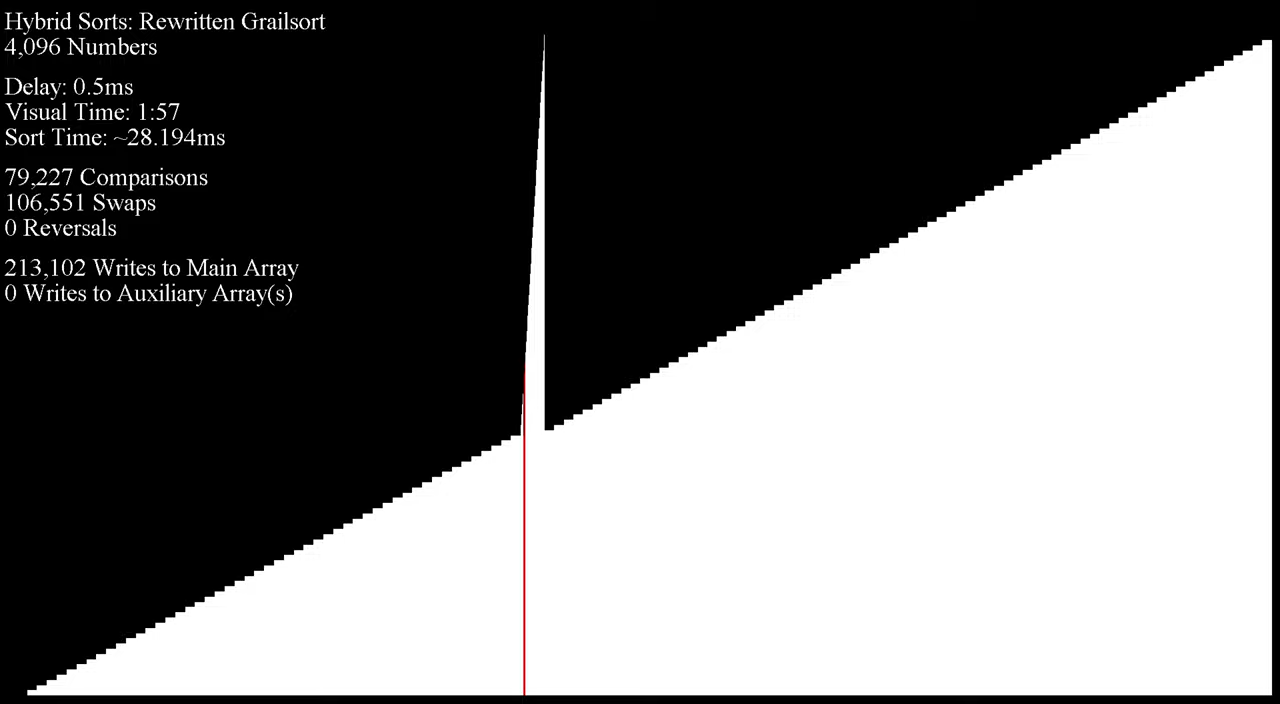 Hybrid Sorts: Rewritten Grailsort
4,096 Numbers
Delay: 0.5ms
Visual Time: 1:57
Sort Time: ~28.194ms
79,227 Comparisons
106,551 Swaps
0 Reversals
213,102 Writes to Main Array
0 Writes to Auxiliary Array(s)